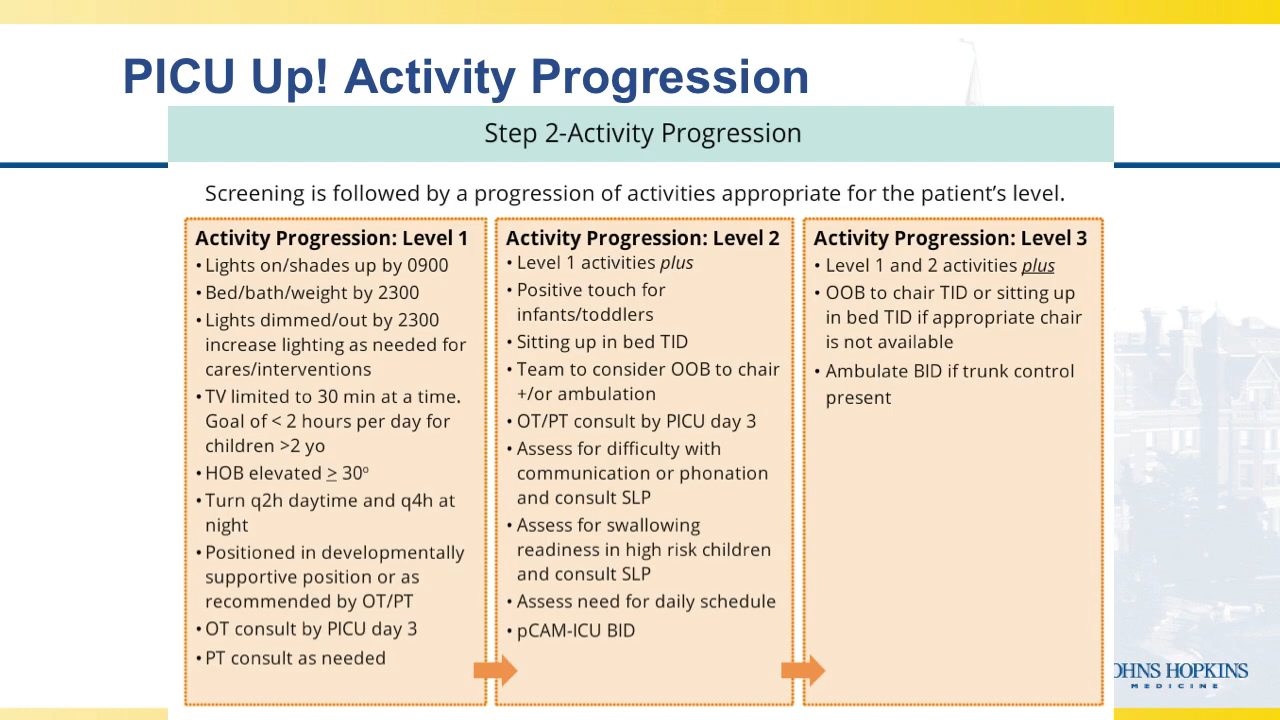 PICU Up! Activity Progression
Step 2-Activity Progression
Screening is followed by a progression of activities appropriate for the patient's level.
Activity Progression: Level 1
• Lights on/shades up by 0900
• Bed/bath/weight by 2300
• Lights dimmed/out by 2300
increase lighting as needed for
cares/interventions
• TV limited to 30 min at a time.
Goal of < 2 hours per day for
children >2 yo
• HOB elevated ≥ 30º
• Turn q2h daytime and q4h at
night
• Positioned in developmentally
supportive position or as
recommended by OT/PT
• OT consult by PICU day 3
• PT consult as needed
Activity Progression: Level 2
• Level 1 activities plus
• Positive touch for
infants/toddlers
• Sitting up in bed TID
• Team to consider OOB to chair
+/or ambulation
• OT/PT consult by PICU day 3
• Assess for difficulty with
communication or phonation
and consult SLP
• Assess for swallowing
readiness in high risk children
and consult SLP
• Assess need for daily schedule
• pCAM-ICU BID
Activity Progression: Level 3
• Level 1 and 2 activities plus
• OOB to chair TID or sitting up
in bed TID if appropriate chair
is not available
• Ambulate BID if trunk control
present
OHNS HOPKINS
MEDICINE